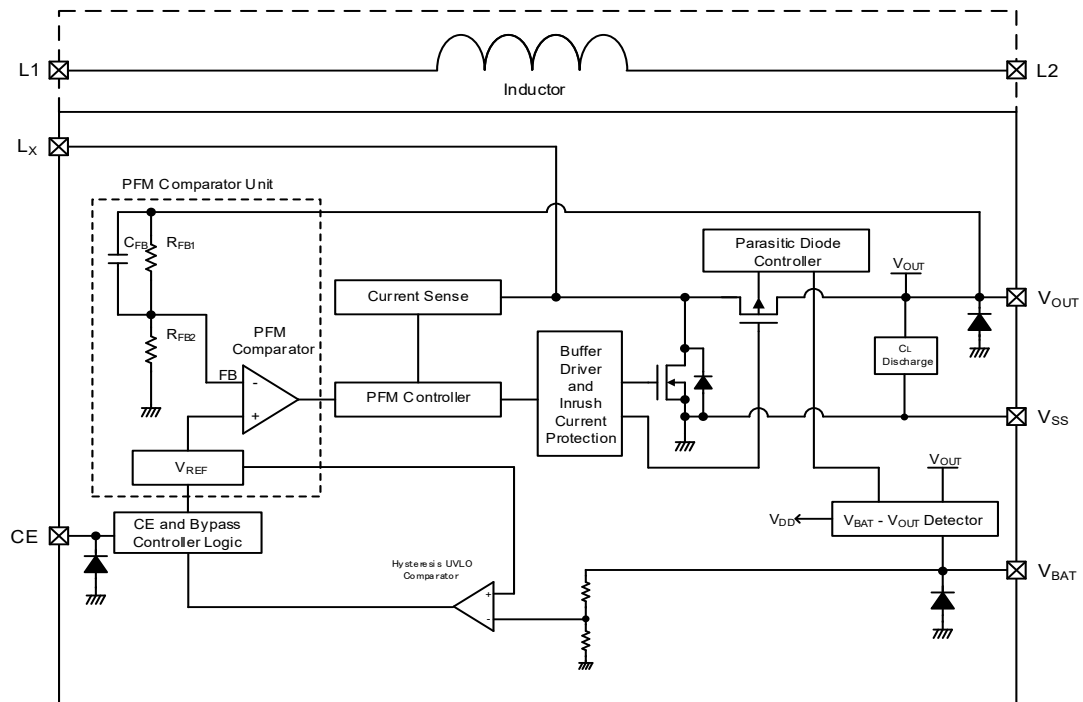 L1
L2
Inductor
LX
PFM Comparator Unit
CFB
RFB1
RFB2
PFM
Comparator
FB
-
+
VREF
Current Sense
PFM Controller
Buffer
Driver
and
Inrush
Current
Protection
Parasitic Diode
Controller
VOUT
VOUT
CL
Discharge
VSS
VOUT
VDD
VBAT - VOUT Detector
CE
CE and Bypass
Controller Logic
Hysteresis UVLO
Comparator
+
-
VBAT